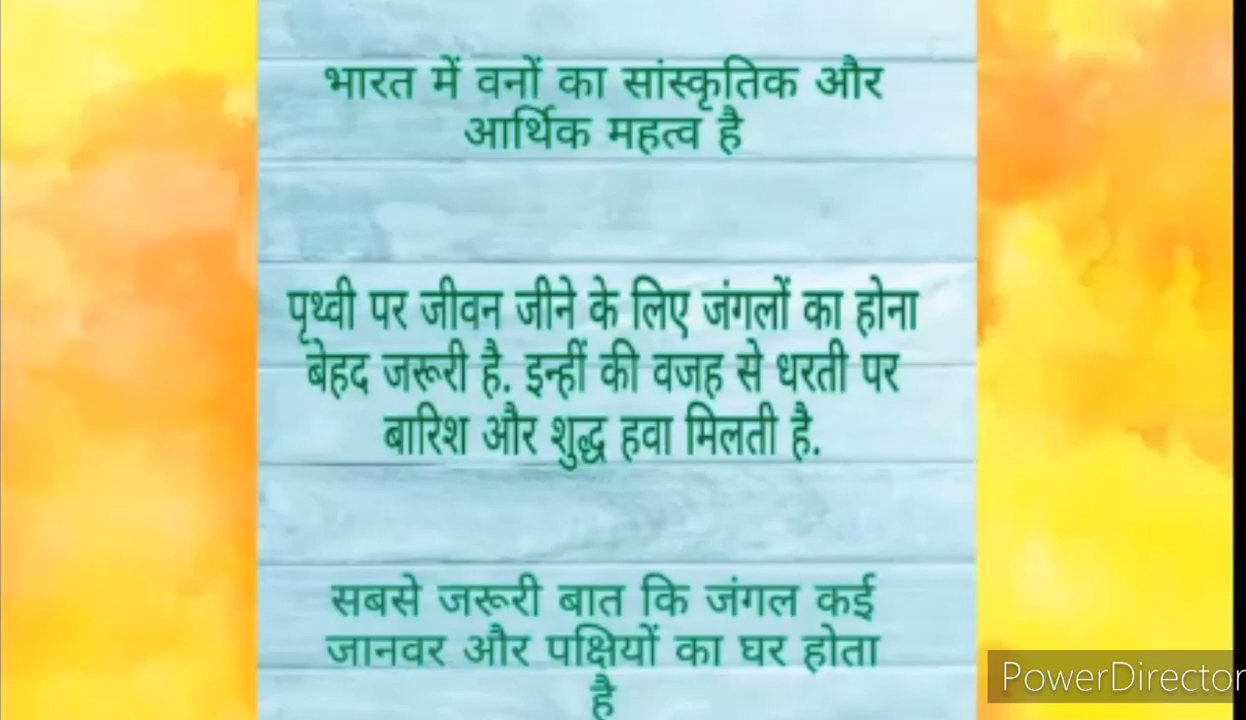 भारत में वनों का सांस्कृतिक और
आर्थिक महत्व है
पृथ्वी पर जीवन जीने के लिए जंगलों का होना
बेहद जरूरी है. इन्हीं की वजह से धरती पर
बारिश और शुद्ध हवा मिलती है.
सबसे जरूरी बात कि जंगल कई
जानवर और पक्षियों का घर होता
है
PowerDirector